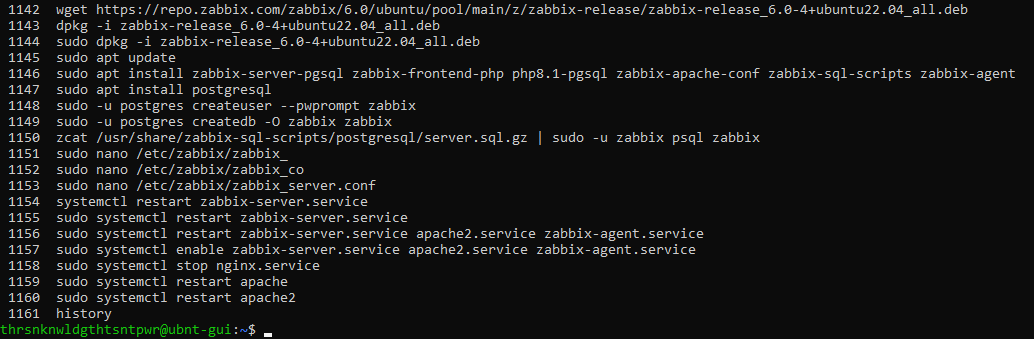 1142 wget https://repo.zabbix.com/zabbix/6.0/ubuntu/pool/main/z/zabbix-release/zabbix-release_6.0-4+ubuntu22.04_all.deb
1143 dpkg -i zabbix-release_6.0-4+ubuntu22.04_all.deb
1144 sudo dpkg -i zabbix-release_6.0-4+ubuntu22.04_all.deb
1145 sudo apt update
1146 sudo apt install zabbix-server-pgsql zabbix-frontend-php php8.1-pgsql zabbix-apache-conf zabbix-sql-scripts zabbix-agent
1147 sudo apt install postgresql
1148 sudo -u postgres createuser --pwprompt zabbix
1149 sudo -u postgres createdb -O zabbix zabbix
1150 zcat /usr/share/zabbix-sql-scripts/postgresql/server.sql.gz | sudo -u zabbix psql zabbix
1151 sudo nano /etc/zabbix/zabbix_
1152 sudo nano /etc/zabbix/zabbix_co
1153 sudo nano /etc/zabbix/zabbix_server.conf
1154 systemctl restart zabbix-server.service
1155 sudo systemctl restart zabbix-server.service
1156 sudo systemctl restart zabbix-server.service apache2.service zabbix-agent.service
1157 sudo systemctl enable zabbix-server.service apache2.service zabbix-agent.service
1158 sudo systemctl stop nginx.service
1159 sudo systemctl restart apache
1160 sudo systemctl restart apache2
1161 history
thrsnknwldgthtsntpwr@ubnt-gui:~$